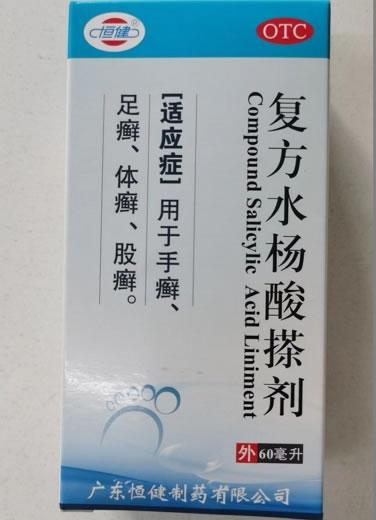 恒健®
OTC
复方水杨酸搽剂
Compound Salicylic Acid Liniment
[适应症] 用于手癣、
足癣、体癣、股癣。
外 60毫升
广东恒健制药有限公司